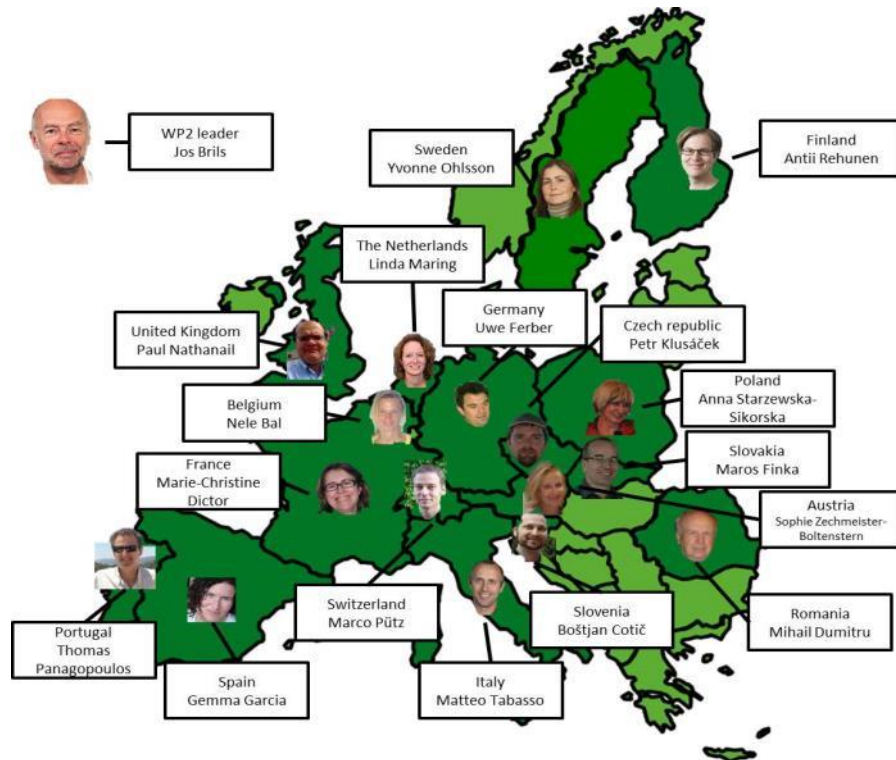 WP2 leader
Jos Brils
Sweden
Yvonne Ohlsson
Finland
Antii Rehunen
The Netherlands
Linda Maring
Germany
Uwe Ferber
Czech republic
Petr Klusáček
United Kingdom
Paul Nathanail
Poland
Anna Starzewska-
Sikorska
Belgium
Nele Bal
Slovakia
Maros Finka
France
Marie-Christine
Dictor
Austria
Sophie Zechmeister-
Boltenstern
Switzerland
Marco Pütz
Slovenia
Boštjan Cotič
Romania
Mihail Dumitru
Portugal
Thomas
Panagopoulos
Spain
Gemma Garcia
Italy
Matteo Tabasso